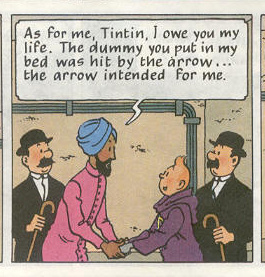 As for me, Tintin, I owe you my
life. The dummy you put in my
bed was hit by the arrow...
the arrow intended for me.